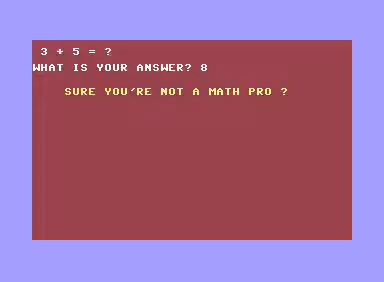 3 + 5 = ?
WHAT IS YOUR ANSWER? 8
SURE YOU'RE NOT A MATH PRO ?